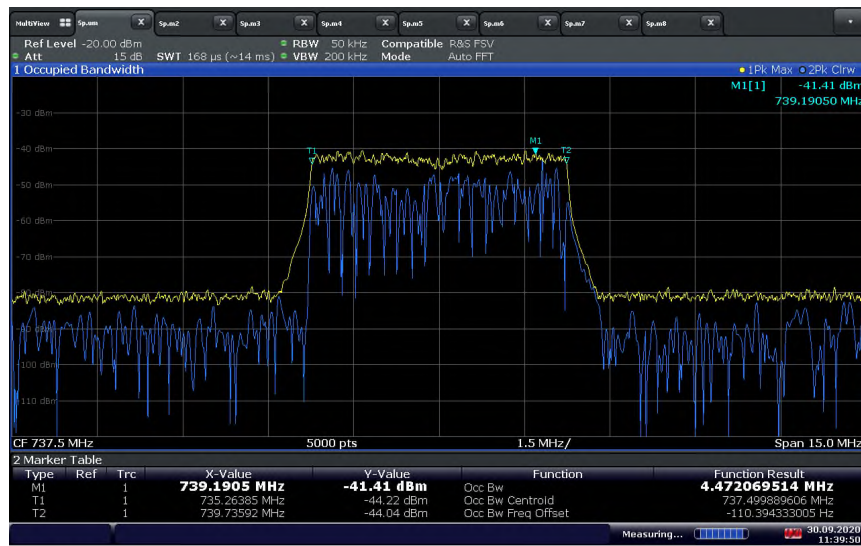 MultiView Sp.um X Sp.m2 X Sp.m3 X Sp.m4 X Sp.m5 X Sp.m6 X Sp.m7 X Sp.m8 X
Ref Level -20.00 dBm RBW 50 kHz Compatible R&S FSV
Att 15 dB SWT 168 µs (~14 ms) VBW 200 kHz Mode Auto FFT
1 Occupied Bandwidth 1Pk Max 2Pk Clrw
M1[1] -41.41 dBm
739.19050 MHz
-30 dBm
-40 dBm
M1
T1
T2
-50 dBm
-60 dBm
-70 dBm
-80 dBm
-90 dBm
-100 dBm
-110 dBm
CF 737.5 MHz 5000 pts 1.5 MHz/ Span 15.0 MHz
2 Marker Table
Type Ref Trc X-Value Y-Value Function Function Result
M1 1 739.1905 MHz -41.41 dBm Occ Bw 4.472069514 MHz
T1 1 735.26385 MHz -44.22 dBm Occ Bw Centroid 737.499889606 MHz
T2 1 739.73592 MHz -44.04 dBm Occ Bw Freq Offset -110.394333005 Hz
Measuring... 30.09.2020
11:39:50